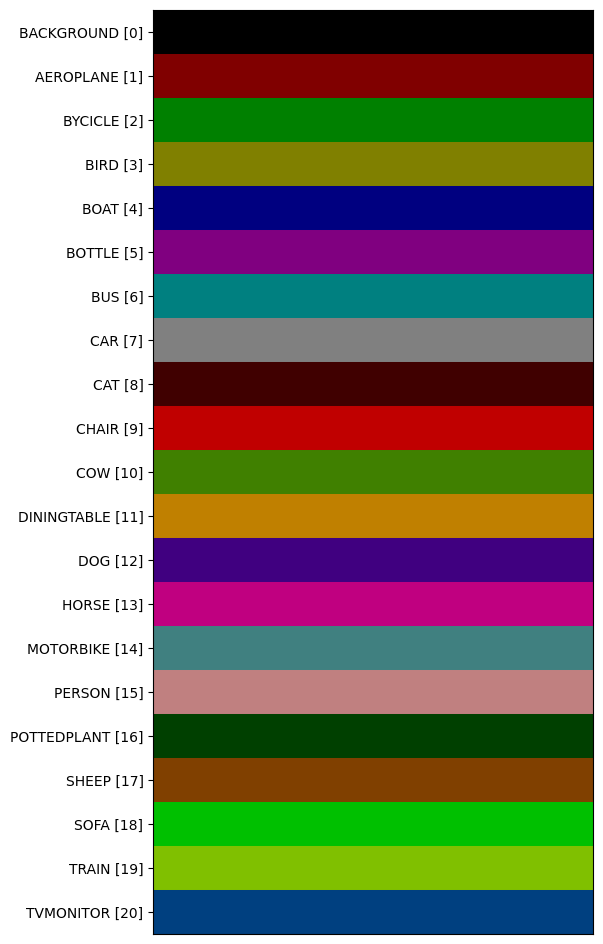 BACKGROUND [0]
AEROPLANE [1]
BYCICLE [2]
BIRD [3]
BOAT [4]
BOTTLE [5]
BUS [6]
CAR [7]
CAT [8]
CHAIR [9]
COW [10]
DININGTABLE [11]
DOG [12]
HORSE [13]
MOTORBIKE [14]
PERSON [15]
POTTEDPLANT [16]
SHEEP [17]
SOFA [18]
TRAIN [19]
TVMONITOR [20]